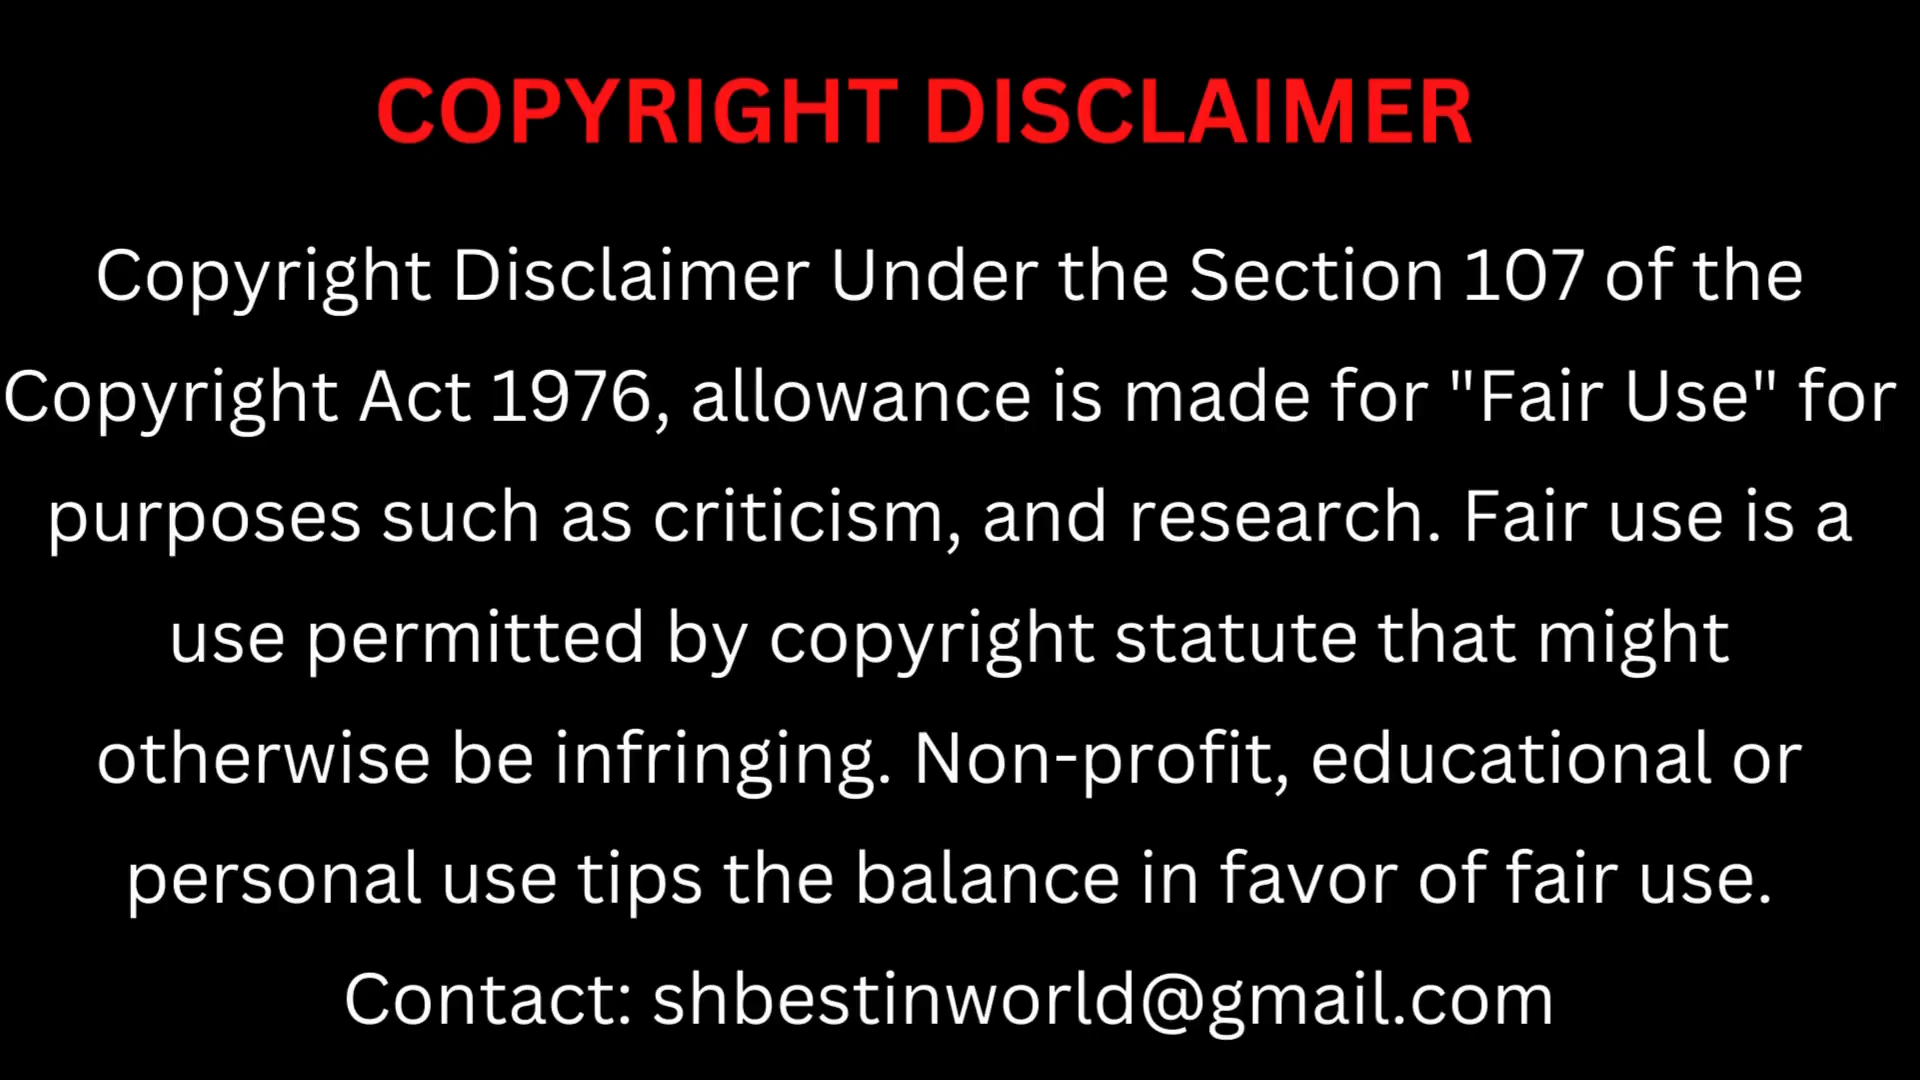 COPYRIGHT DISCLAIMER
Copyright Disclaimer Under the Section 107 of the
Copyright Act 1976, allowance is made for "Fair Use" for
purposes such as criticism, and research. Fair use is a
use permitted by copyright statute that might
otherwise be infringing. Non-profit, educational or
personal use tips the balance in favor of fair use.
Contact: shbestinworld@gmail.com